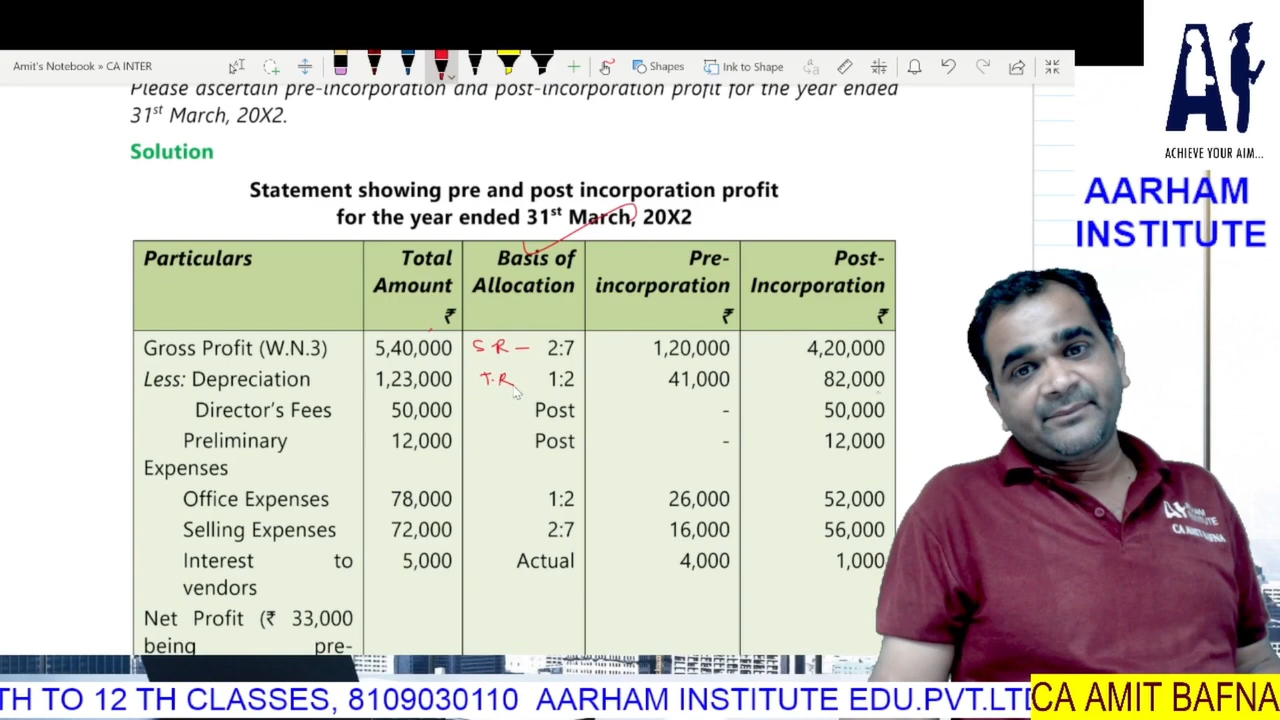 Amit's Notebook » CA INTER
Shapes
Ink to Shape
Please ascertain pre-incorporation and post-incorporation profit for the year ended
31st March, 20X2.
Solution
Statement showing pre and post incorporation profit
for the year ended 31st March, 20X2
Particulars Total Amount ₹ Basis of Allocation Pre-incorporation ₹ Post-Incorporation ₹
Gross Profit (W.N.3) 5,40,000 S R – 2:7 1,20,000 4,20,000
Less: Depreciation 1,23,000 T.R 1:2 41,000 82,000
Director's Fees 50,000 Post - 50,000
Preliminary Expenses 12,000 Post - 12,000
Office Expenses 78,000 1:2 26,000 52,000
Selling Expenses 72,000 2:7 16,000 56,000
Interest to vendors 5,000 Actual 4,000 1,000
Net Profit (₹ 33,000
being pre-
Ai
ACHIEVE YOUR AIM...
AARHAM
INSTITUTE
CA AMIT BAFNA
TH TO 12 TH CLASSES, 8109030110 AARHAM INSTITUTE EDU.PVT.LT
CA AMIT BAFNA